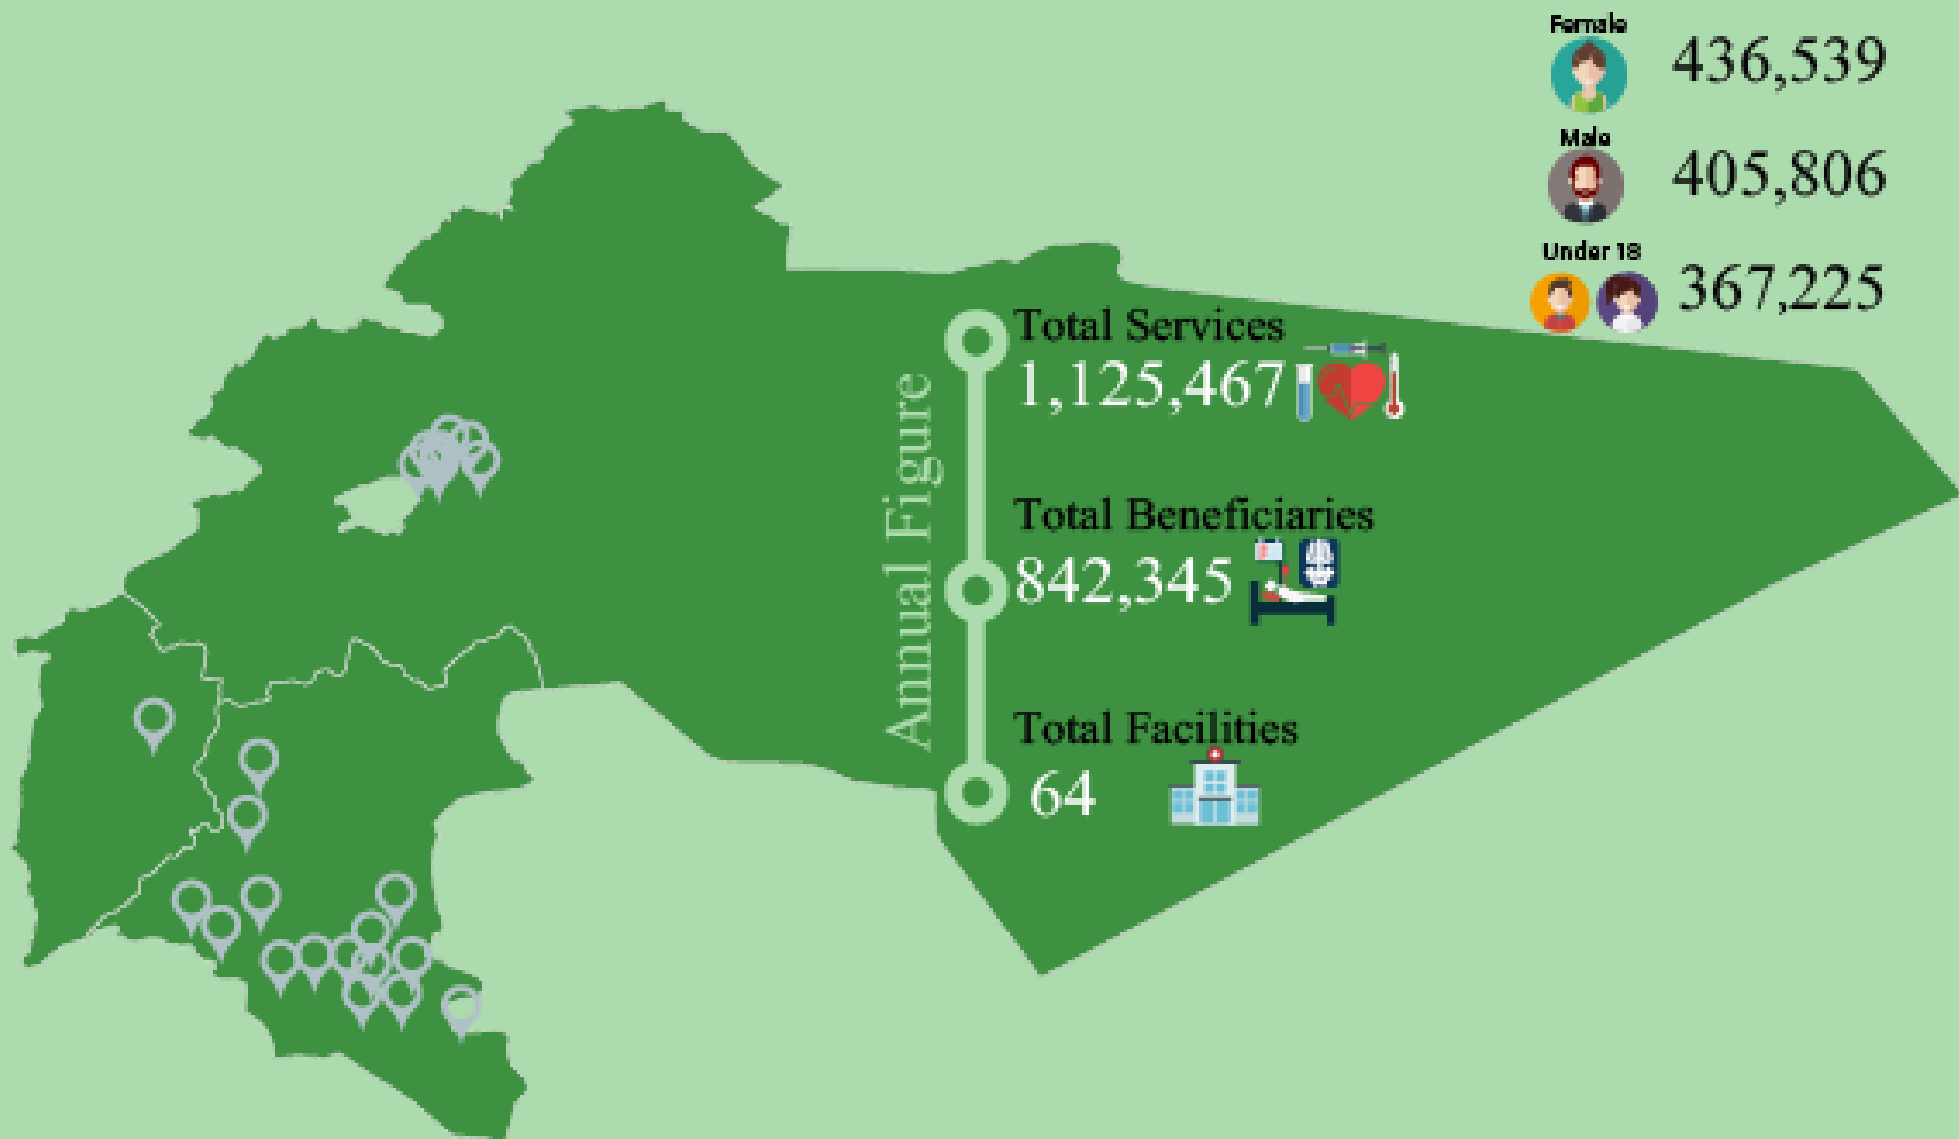 Female
436,539
Male
405,806
Under 18
367,225
Annual Figure
Total Services
1,125,467
Total Beneficiaries
842,345
Total Facilities
64